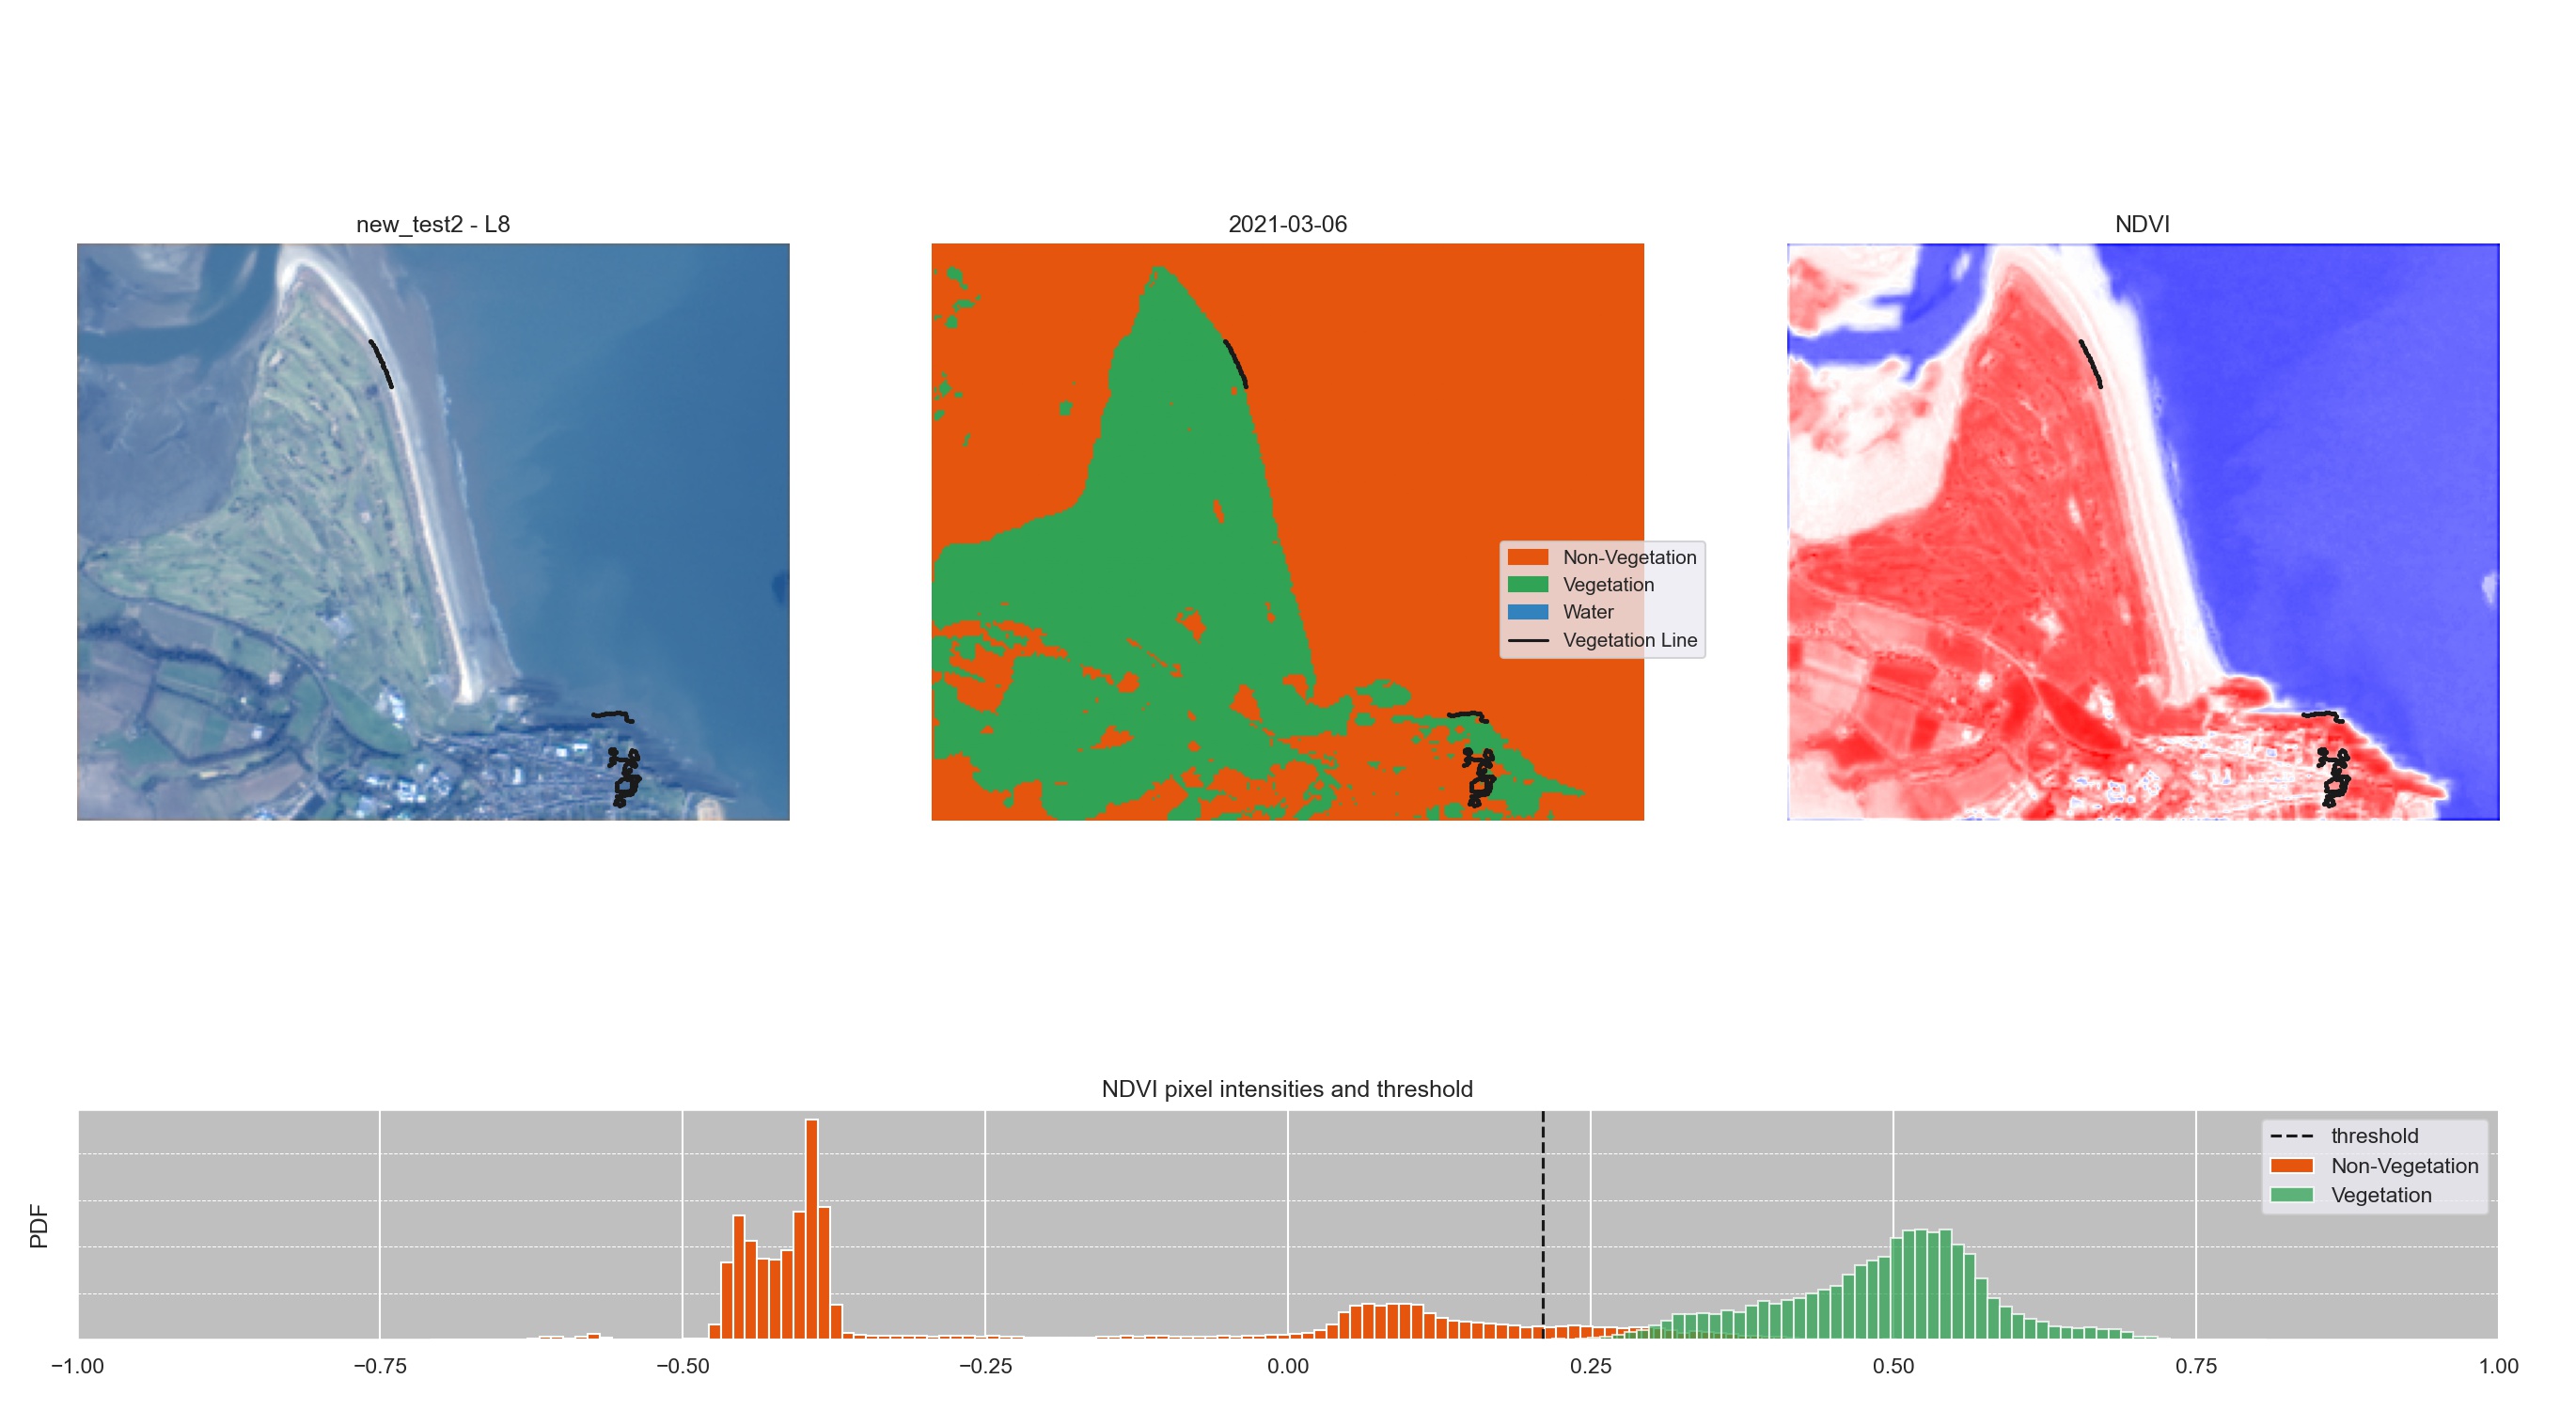 new_test2 - L8
2021-03-06
NDVI
Non-Vegetation
Vegetation
Water
Vegetation Line
NDVI pixel intensities and threshold
PDF
threshold
Non-Vegetation
Vegetation
−1.00 −0.75 −0.50 −0.25 0.00 0.25 0.50 0.75 1.00